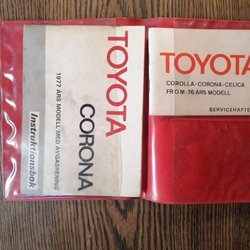 TOYOTA
CORONA
1977 ÅRS MODELL MED AVGASRENING
Instruktionsbok
TOYOTA
COROLLA-CORONA-CELICA
FR O M -76 ÅRS MODELL
SERVICEHÄFTE